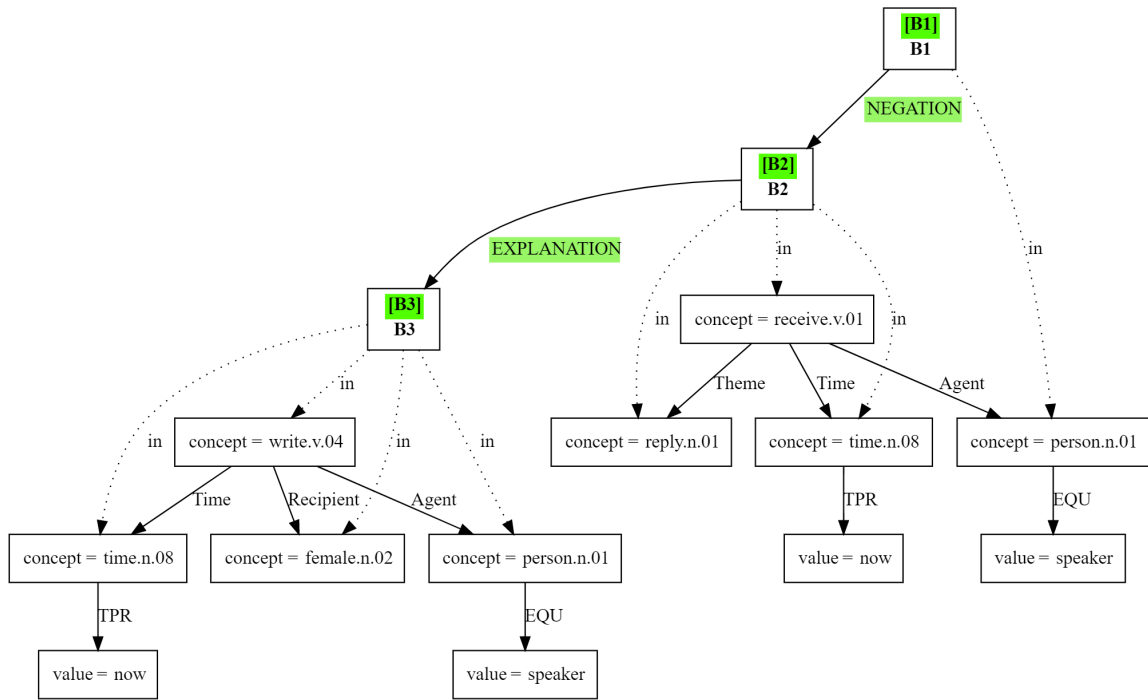 [B1]
B1
NEGATION
[B2]
B2
EXPLANATION
in
[B3]
B3
concept = receive.v.01
in
in
in
Theme
Time
Agent
in
concept = write.v.04
in
in
in
concept = reply.n.01
concept = time.n.08
concept = person.n.01
Time
Recipient
Agent
TPR
EQU
concept = time.n.08
concept = female.n.02
concept = person.n.01
value = now
value = speaker
TPR
EQU
value = now
value = speaker